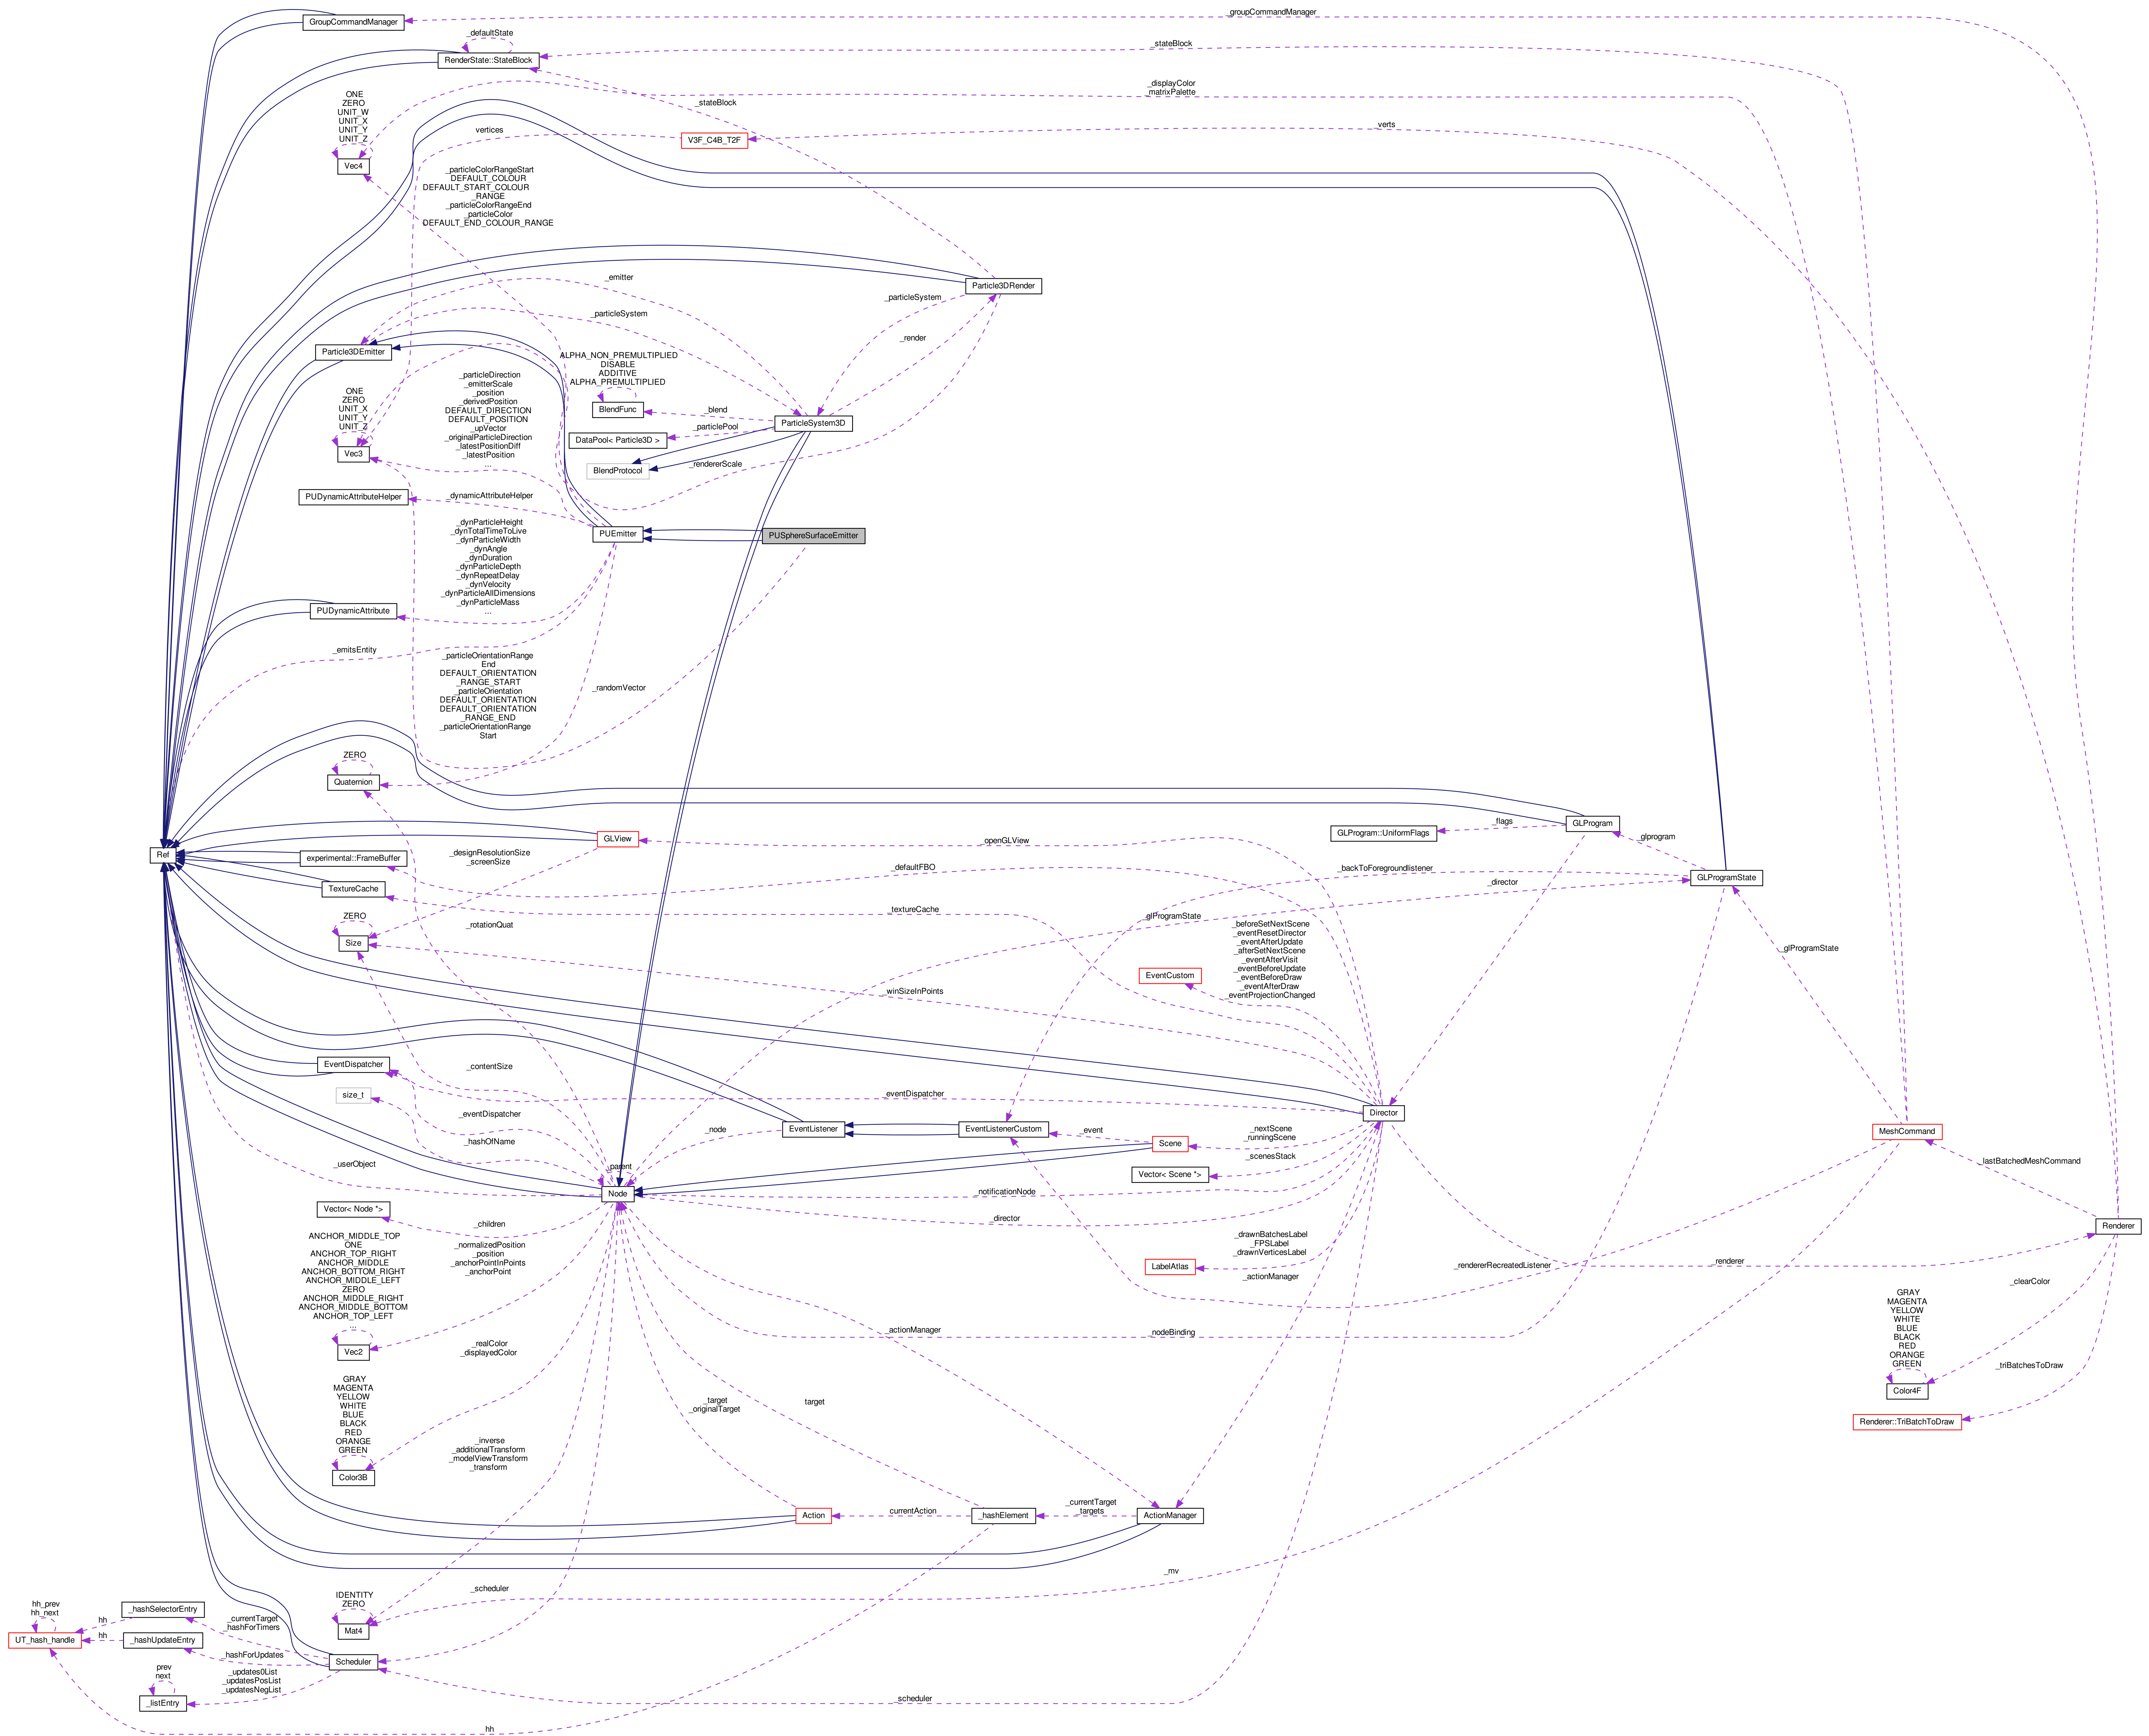 GroupCommandManager
_groupCommandManager
_defaultState
RenderState::StateBlock
_stateBlock
_displayColor
_matrixPalette
ONE
ZERO
UNIT_W
UNIT_X
UNIT_Y
UNIT_Z
Vec4
_stateBlock
vertices
V3F_C4B_T2F
_verts
_particleColorRangeStart
DEFAULT_COLOUR
DEFAULT_START_COLOUR
_RANGE
_particleColorRangeEnd
_particleColor
DEFAULT_END_COLOUR_RANGE
_emitter
Particle3DRender
_particleSystem
_particleSystem
_render
Particle3DEmitter
ALPHA_NON_PREMULTIPLIED
DISABLE
ADDITIVE
ALPHA_PREMULTIPLIED
BlendFunc
_blend
ParticleSystem3D
_particlePool
DataPool< Particle3D >
BlendProtocol
_rendererScale
ONE
ZERO
UNIT_X
UNIT_Y
UNIT_Z
Vec3
_particleDirection
_emitterScale
_position
_derivedPosition
DEFAULT_DIRECTION
DEFAULT_POSITION
_upVector
_originalParticleDirection
_latestPositionDiff
_latestPosition
...
PUDynamicAttributeHelper
_dynamicAttributeHelper
PUEmitter
PUSphereSurfaceEmitter
_dynParticleHeight
_dynTotalTimeToLive
_dynParticleWidth
_dynAngle
_dynDuration
_dynParticleDepth
_dynRepeatDelay
_dynVelocity
_dynParticleAllDimensions
_dynParticleMass
...
PUDynamicAttribute
_emitsEntity
_particleOrientationRange
End
DEFAULT_ORIENTATION
_RANGE_START
_particleOrientation
DEFAULT_ORIENTATION
DEFAULT_ORIENTATION
_RANGE_END
_particleOrientationRange
Start
_randomVector
ZERO
Quaternion
GLProgram
_flags
GLProgram::UniformFlags
_glprogram
GLView
_openGLView
Ref
experimental::FrameBuffer
_designResolutionSize
_screenSize
_defaultFBO
_backToForegroundlistener
GLProgramState
TextureCache
_textureCache
_director
ZERO
Size
_rotationQuat
_glProgramState
_beforeSetNextScene
_eventResetDirector
_eventAfterUpdate
_afterSetNextScene
_eventAfterVisit
_eventBeforeUpdate
_eventBeforeDraw
_eventAfterDraw
_eventProjectionChanged
EventCustom
_glProgramState
_winSizeInPoints
EventDispatcher
_contentSize
size_t
_eventDispatcher
_eventDispatcher
Director
_hashOfName
_node
EventListener
EventListenerCustom
_event
Scene
_nextScene
_runningScene
MeshCommand
_userObject
_parent
_scenesStack
Vector< Scene *>
_lastBatchedMeshCommand
Node
_notificationNode
Vector< Node *>
_children
_director
Renderer
ANCHOR_MIDDLE_TOP
ONE
ANCHOR_TOP_RIGHT
ANCHOR_MIDDLE
ANCHOR_BOTTOM_RIGHT
ANCHOR_MIDDLE_LEFT
ZERO
ANCHOR_MIDDLE_RIGHT
ANCHOR_MIDDLE_BOTTOM
ANCHOR_TOP_LEFT
...
Vec2
_normalizedPosition
_position
_anchorPointInPoints
_anchorPoint
_drawnBatchesLabel
_FPSLabel
_drawnVerticesLabel
LabelAtlas
_actionManager
_rendererRecreatedListener
_renderer
_clearColor
GRAY
MAGENTA
YELLOW
WHITE
BLUE
BLACK
RED
ORANGE
GREEN
Color4F
_realColor
_displayedColor
_actionManager
_nodeBinding
_triBatchesToDraw
Renderer::TriBatchToDraw
GRAY
MAGENTA
YELLOW
WHITE
BLUE
BLACK
RED
ORANGE
GREEN
Color3B
_target
_originalTarget
target
_inverse
_additionalTransform
_modelViewTransform
_transform
Action
currentAction
_hashElement
_currentTarget
_targets
ActionManager
IDENTITY
ZERO
Mat4
_scheduler
_mv
hh_prev
hh_next
UT_hash_handle
hh
_hashSelectorEntry
_currentTarget
_hashForTimers
hh
_hashUpdateEntry
_hashForUpdates
Scheduler
prev
next
_listEntry
_updates0List
_updatesPosList
_updatesNegList
_scheduler
hh